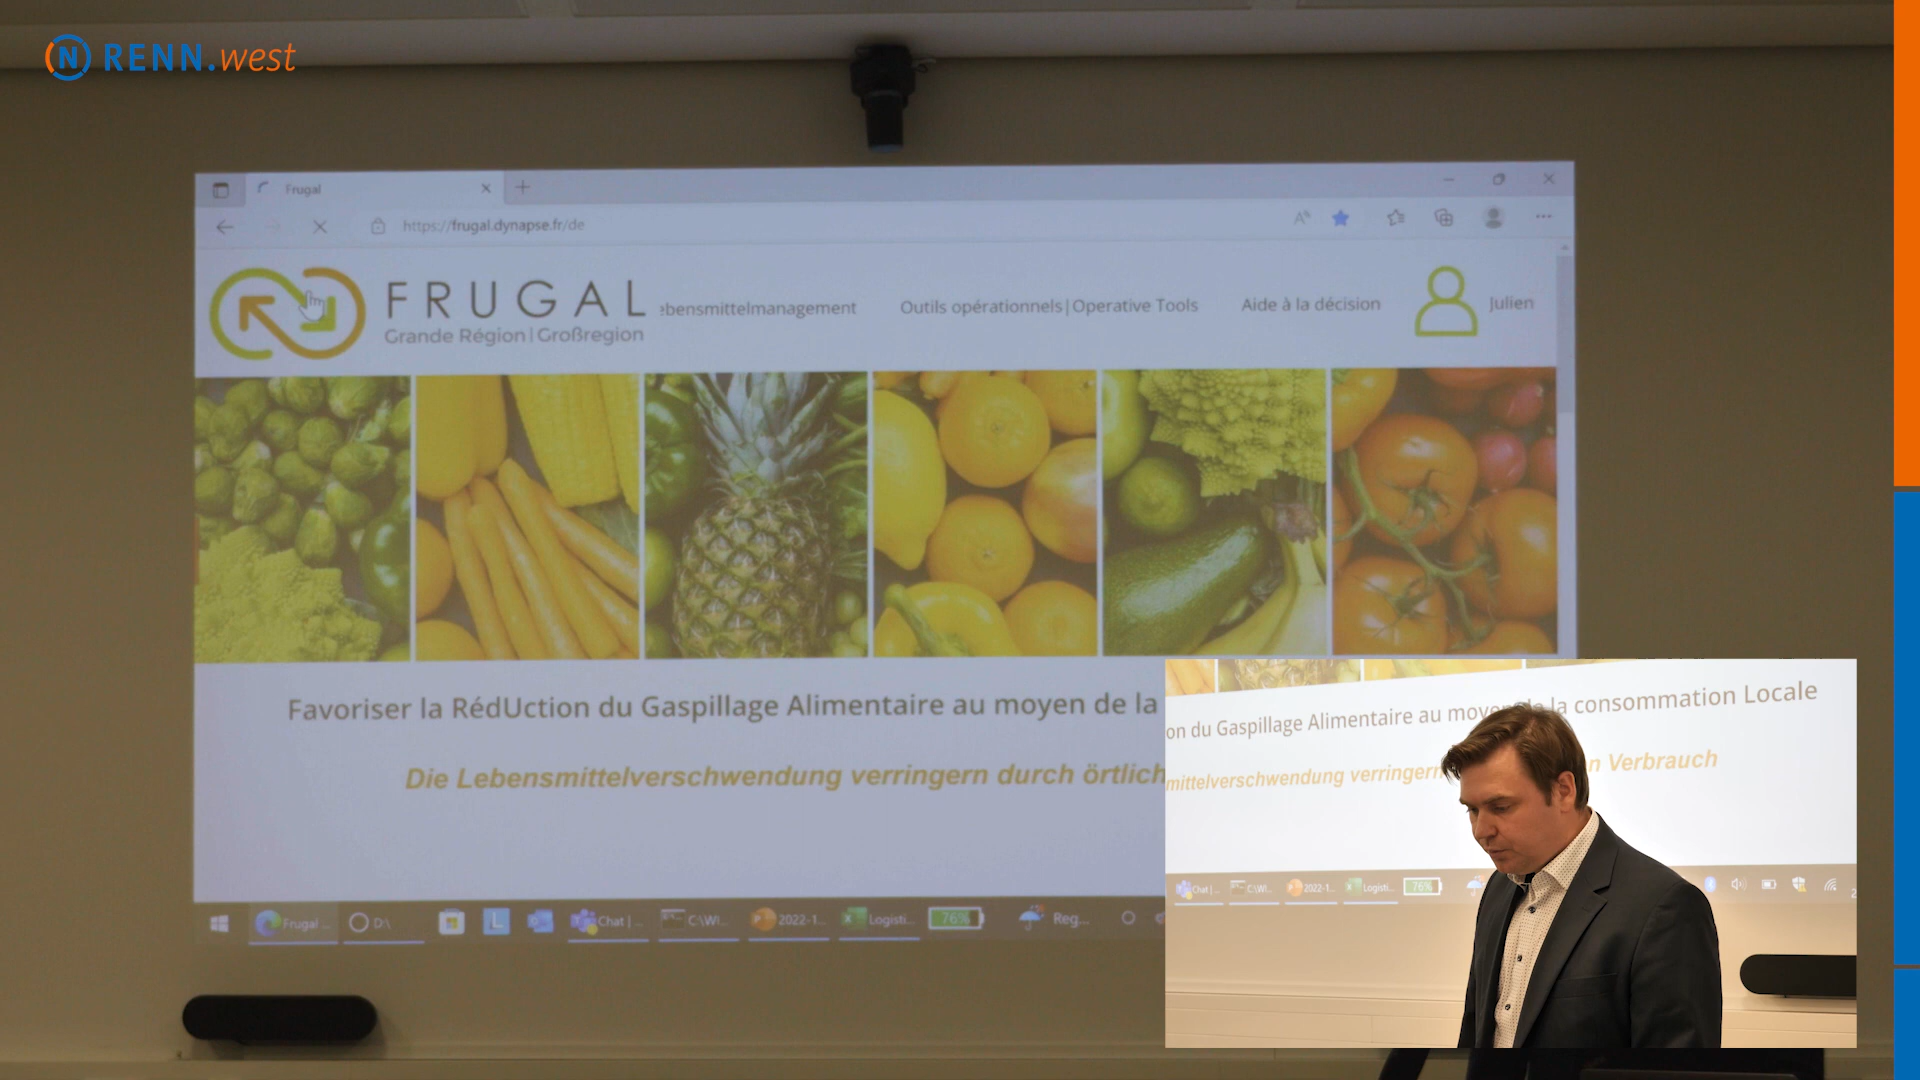 RENN.west
Frugal
https://frugal.dynapse.fr/de
FRUGAL
Grande Région|Großregion
ebensmittelmanagement
Outils opérationnels|Operative Tools
Aide à la décision
Julien
Favoriser la RédUction du Gaspillage Alimentaire au moyen de la
Die Lebensmittelverschwendung verringern durch örtlich
Frugal ...
D:\
Chat | ...
C:\WI...
2022-1...
Logisti...
76%
Reg...
on du Gaspillage Alimentaire au moyen de la consommation Locale
mittelverschwendung verringern
n Verbrauch
Chat | ...
C:\WI...
2022-1...
Logisti...
76%